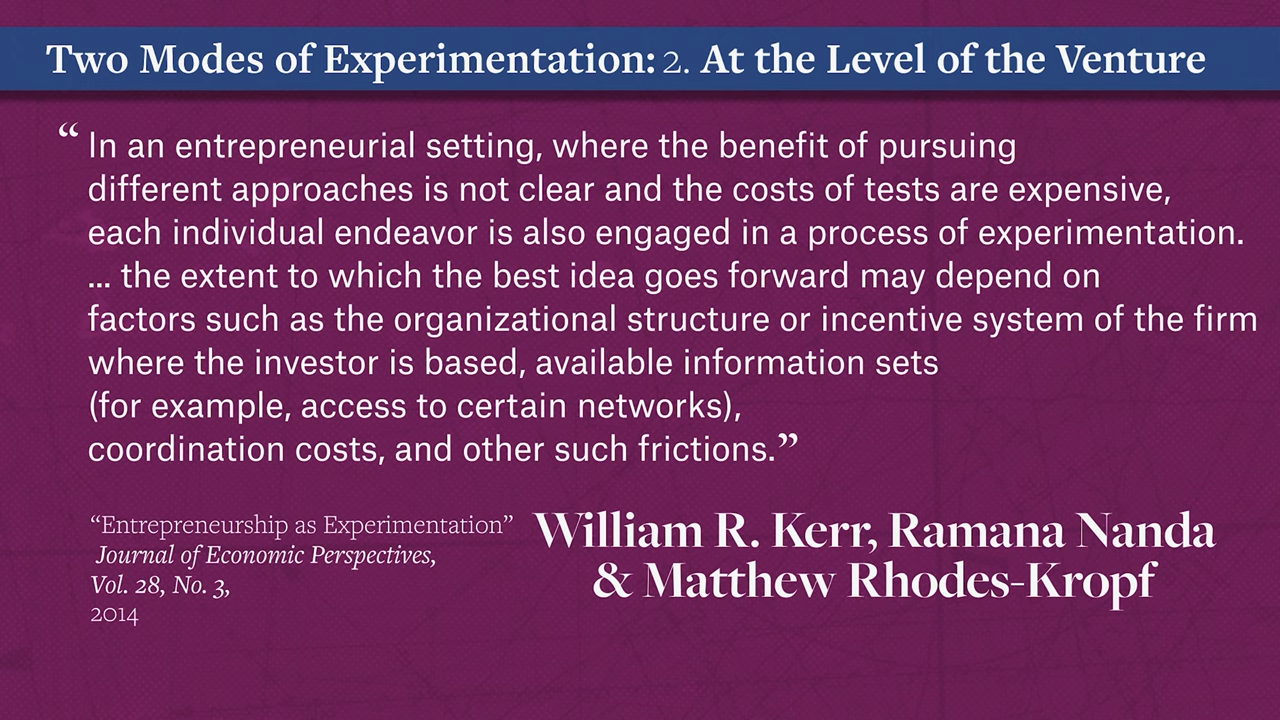 Two Modes of Experimentation: 2. At the Level of the Venture
“ In an entrepreneurial setting, where the benefit of pursuing
different approaches is not clear and the costs of tests are expensive,
each individual endeavor is also engaged in a process of experimentation.
... the extent to which the best idea goes forward may depend on
factors such as the organizational structure or incentive system of the firm
where the investor is based, available information sets
(for example, access to certain networks),
coordination costs, and other such frictions.”
“Entrepreneurship as Experimentation”
Journal of Economic Perspectives,
Vol. 28, No. 3,
2014
William R. Kerr, Ramana Nanda
& Matthew Rhodes-Kropf